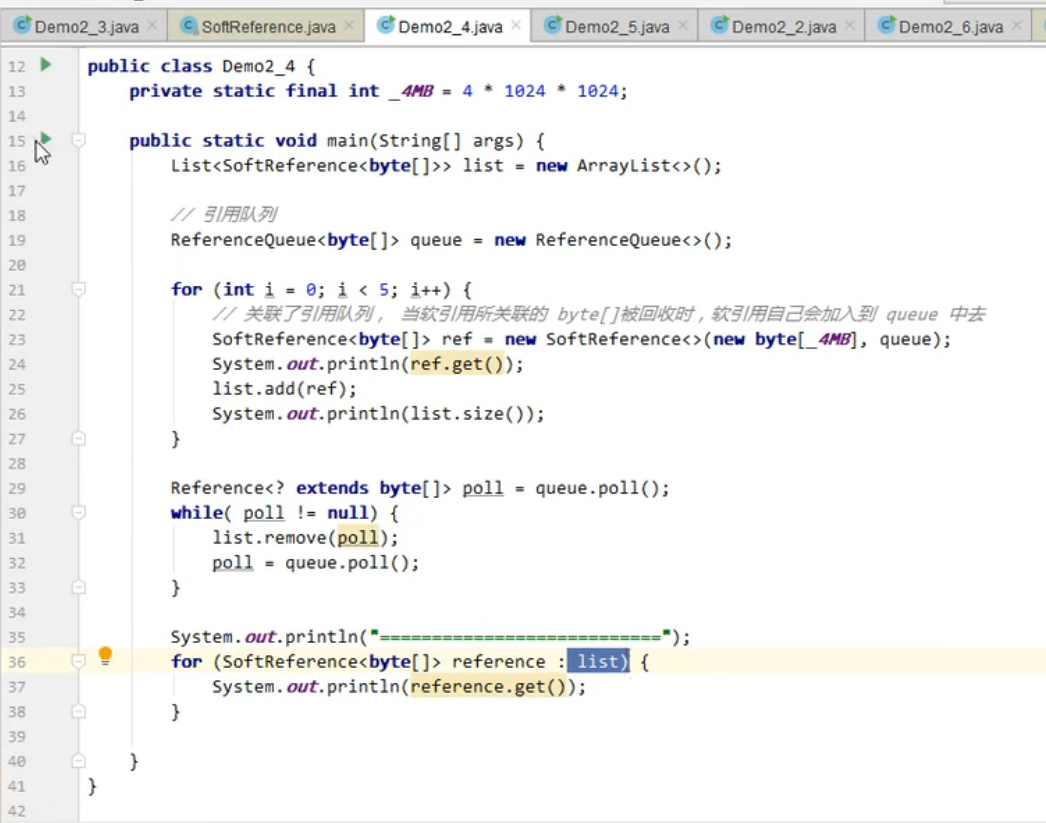 Demo2_3.java × SoftReference.java × Demo2_4.java × Demo2_5.java × Demo2_2.java × Demo2_6.java ×
12 public class Demo2_4 {
13 private static final int _4MB = 4 * 1024 * 1024;
14
15 public static void main(String[] args) {
16 List<SoftReference<byte[]>> list = new ArrayList<>();
17
18 // 引用队列
19 ReferenceQueue<byte[]> queue = new ReferenceQueue<>();
20
21 for (int i = 0; i < 5; i++) {
22 // 关联了引用队列， 当软引用所关联的 byte[]被回收时，软引用自己会加入到 queue 中去
23 SoftReference<byte[]> ref = new SoftReference<>(new byte[_4MB], queue);
24 System.out.println(ref.get());
25 list.add(ref);
26 System.out.println(list.size());
27 }
28
29 Reference<? extends byte[]> poll = queue.poll();
30 while( poll != null) {
31 list.remove(poll);
32 poll = queue.poll();
33 }
34
35 System.out.println("===========================");
36 for (SoftReference<byte[]> reference : list) {
37 System.out.println(reference.get());
38 }
39
40 }
41 }
42